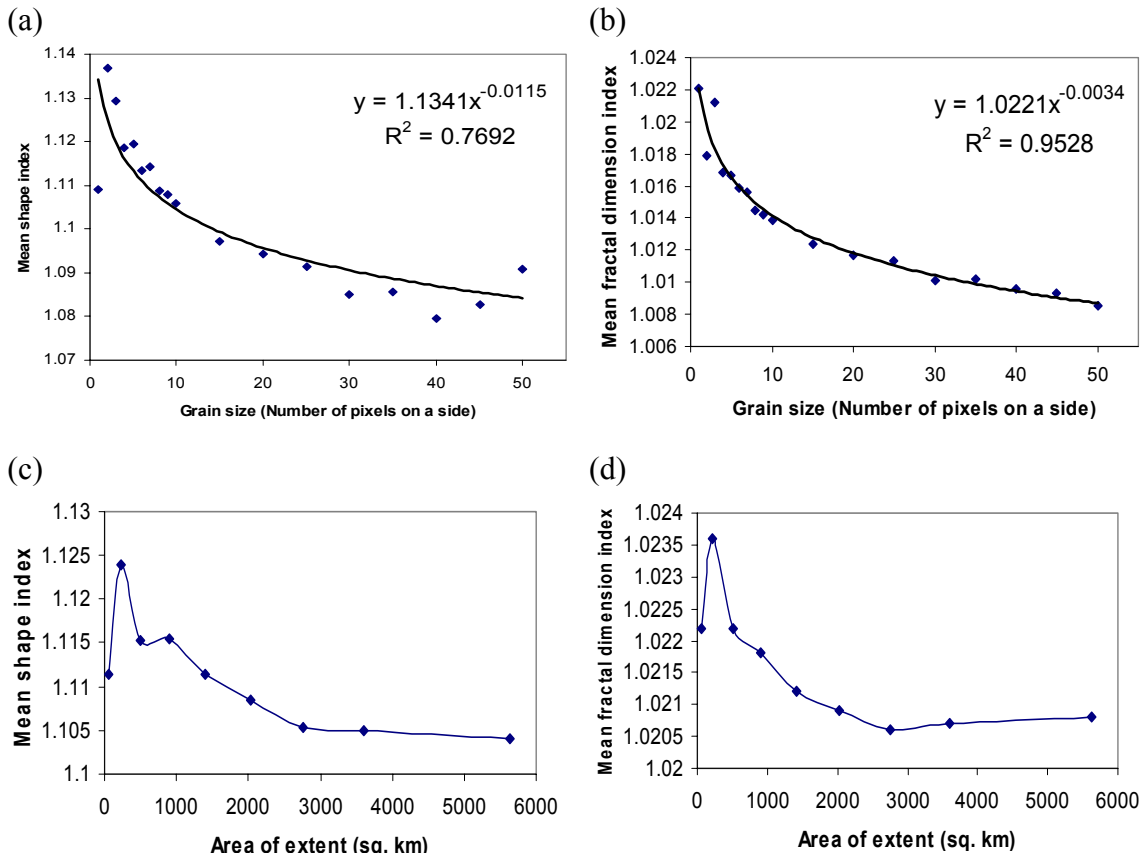 (a)
1.14
1.13
1.12
1.11
1.1
1.09
1.08
1.07
0 10 20 30 40 50
Mean shape index
Grain size (Number of pixels on a side)
y = 1.1341x^-0.0115
R^2 = 0.7692
(b)
1.024
1.022
1.02
1.018
1.016
1.014
1.012
1.01
1.008
1.006
0 10 20 30 40 50
Mean fractal dimension index
Grain size (Number of pixels on a side)
y = 1.0221x^-0.0034
R^2 = 0.9528
(c)
1.13
1.125
1.12
1.115
1.11
1.105
1.1
0 1000 2000 3000 4000 5000 6000
Mean shape index
Area of extent (sq. km)
(d)
1.024
1.0235
1.023
1.0225
1.022
1.0215
1.021
1.0205
1.02
0 1000 2000 3000 4000 5000 6000
Mean fractal dimension index
Area of extent (sq. km)